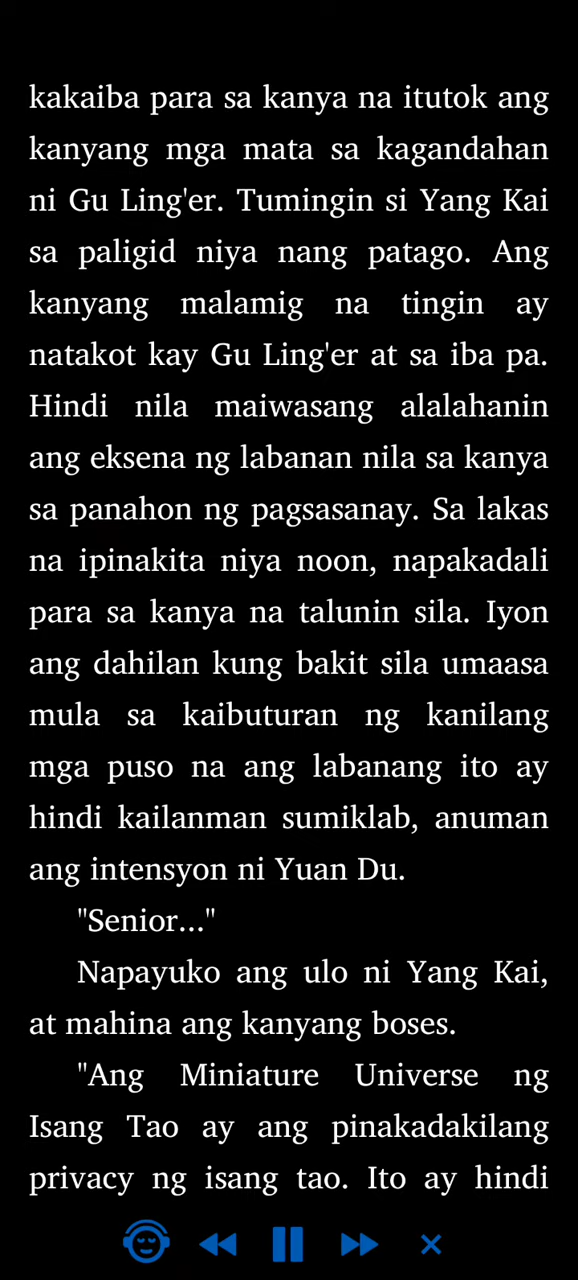 kakaiba para sa kanya na itutok ang
kanyang mga mata sa kagandahan
ni Gu Ling'er. Tumingin si Yang Kai
sa paligid niya nang patago. Ang
kanyang malamig na tingin ay
natakot kay Gu Ling'er at sa iba pa.
Hindi nila maiwasang alalahanin
ang eksena ng labanan nila sa kanya
sa panahon ng pagsasanay. Sa lakas
na ipinakita niya noon, napakadali
para sa kanya na talunin sila. Iyon
ang dahilan kung bakit sila umaasa
mula sa kaibuturan ng kanilang
mga puso na ang labanang ito ay
hindi kailanman sumiklab, anuman
ang intensyon ni Yuan Du.
"Senior..."
Napayuko ang ulo ni Yang Kai,
at mahina ang kanyang boses.
"Ang Miniature Universe ng
Isang Tao ay ang pinakadakilang
privacy ng isang tao. Ito ay hindi